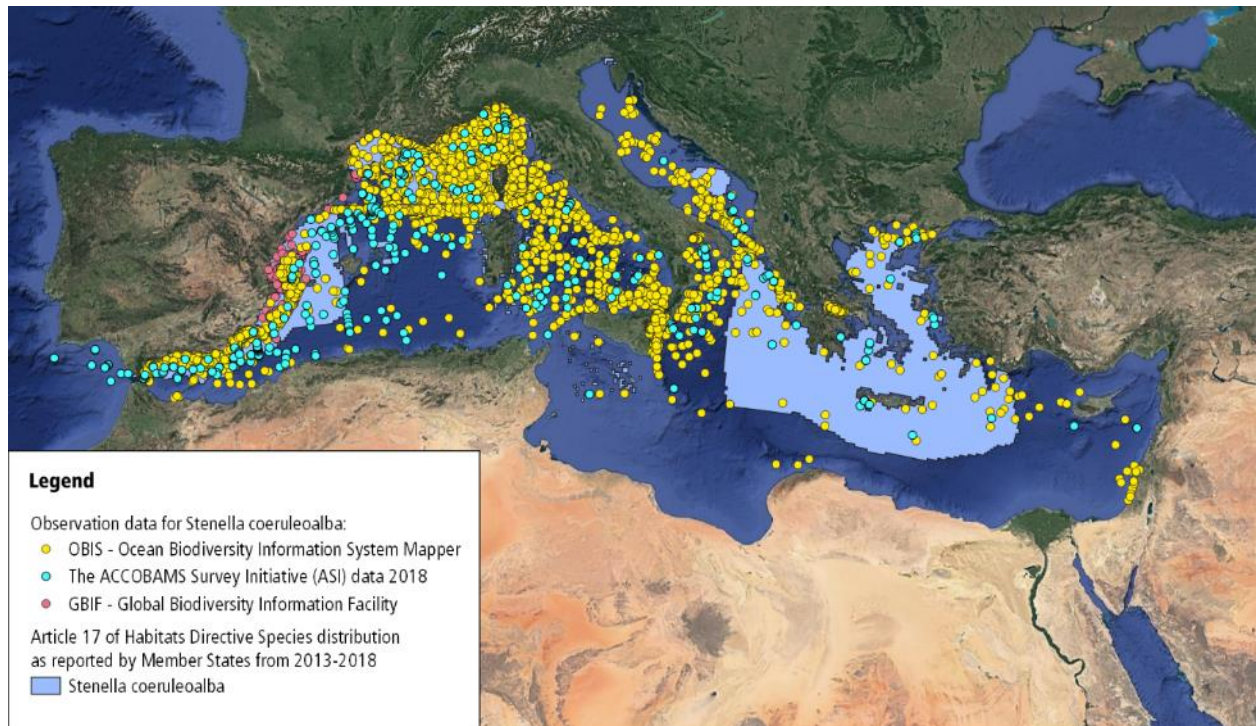 Legend
Observation data for Stenella coeruleoalba:
OBIS - Ocean Biodiversity Information System Mapper
The ACCOBAMS Survey Initiative (ASI) data 2018
GBIF - Global Biodiversity Information Facility
Article 17 of Habitats Directive Species distribution
as reported by Member States from 2013-2018
Stenella coeruleoalba